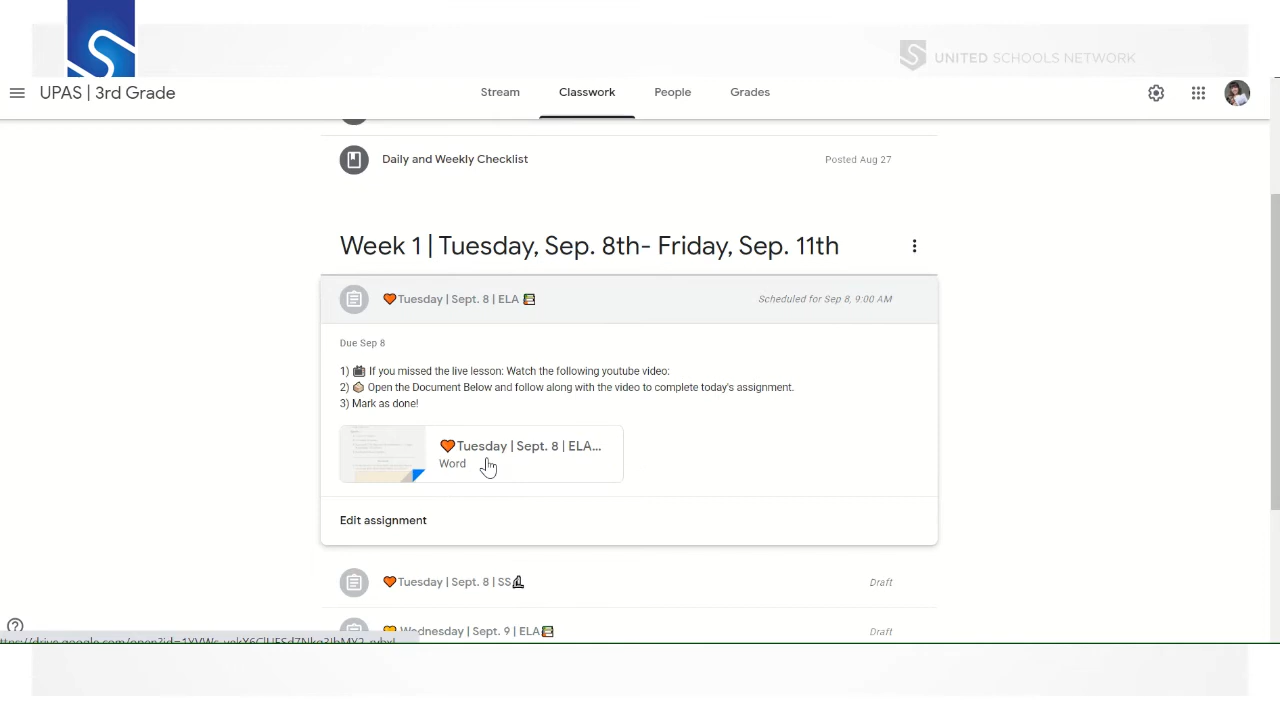 UNITED SCHOOLS NETWORK
UPAS | 3rd Grade
Stream
Classwork
People
Grades
Daily and Weekly Checklist
Posted Aug 27
Week 1 | Tuesday, Sep. 8th- Friday, Sep. 11th
🧡Tuesday | Sept. 8 | ELA 📗
Scheduled for Sep 8, 9:00 AM
Due Sep 8
1) 📺 If you missed the live lesson: Watch the following youtube video:
2) Open the Document Below and follow along with the video to complete today's assignment.
3) Mark as done!
🧡Tuesday | Sept. 8 | ELA...
Word
Edit assignment
🧡Tuesday | Sept. 8 | SS
Draft
💛Wednesday | Sept. 9 | ELA📗
Draft